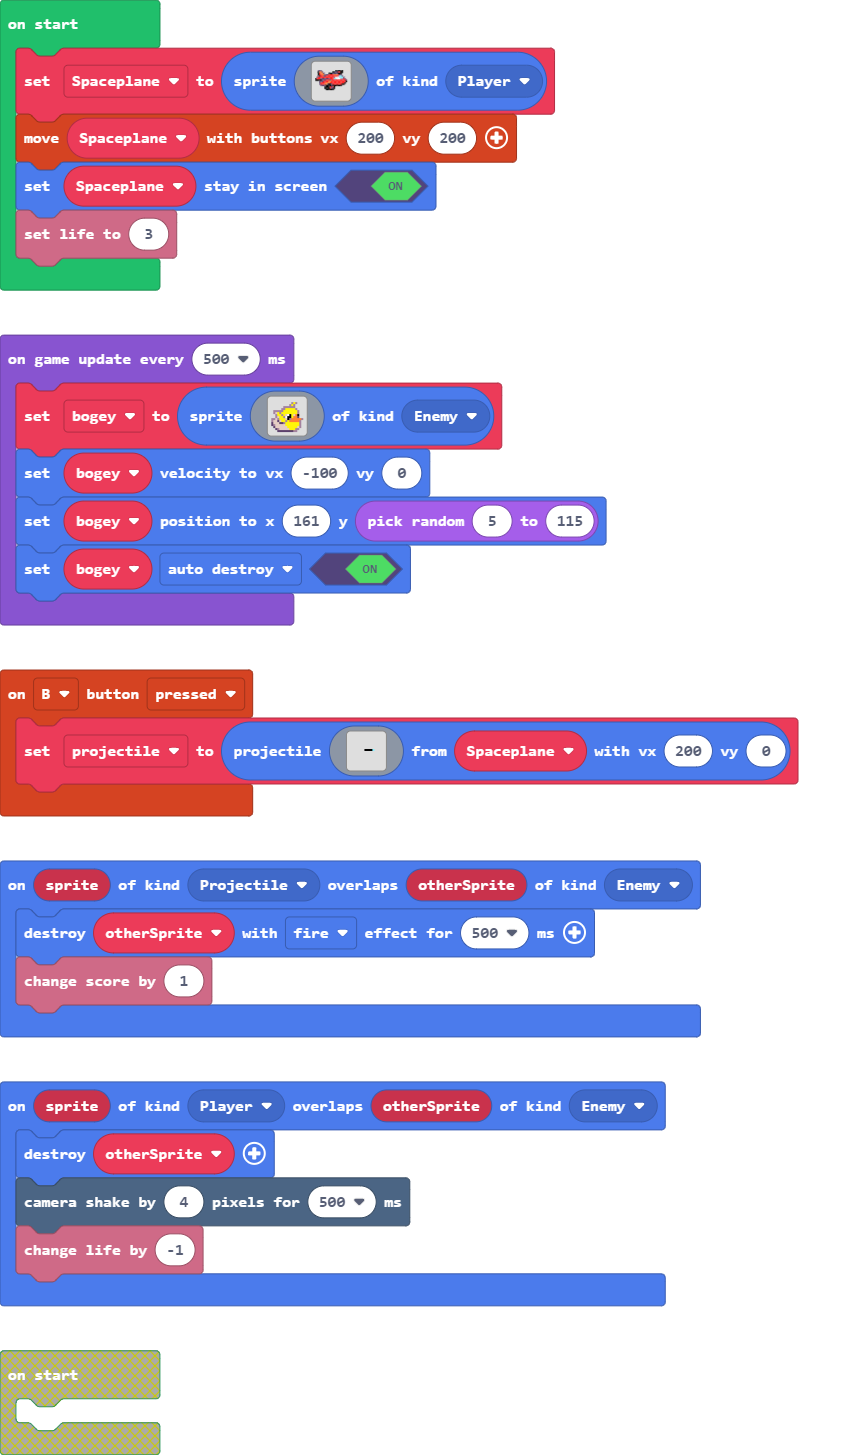 on start
set Spaceplane to sprite of kind Player
move Spaceplane with buttons vx 200 vy 200
set Spaceplane stay in screen ON
set life to 3
on game update every 500 ms
set bogey to sprite of kind Enemy
set bogey velocity to vx -100 vy 0
set bogey position to x 161 y pick random 5 to 115
set bogey auto destroy ON
on B button pressed
set projectile to projectile from Spaceplane with vx 200 vy 0
on sprite of kind Projectile overlaps otherSprite of kind Enemy
destroy otherSprite with fire effect for 500 ms
change score by 1
on sprite of kind Player overlaps otherSprite of kind Enemy
destroy otherSprite
camera shake by 4 pixels for 500 ms
change life by -1
on start